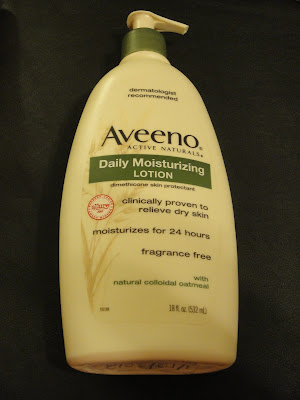 dermatologist
recommended
Aveeno®
ACTIVE NATURALS®
Daily Moisturizing
LOTION
dimethicone skin protectant
clinically proven to
relieve dry skin
moisturizes for 24 hours
fragrance free
with
natural colloidal oatmeal
18 fl. oz. (532 mL)